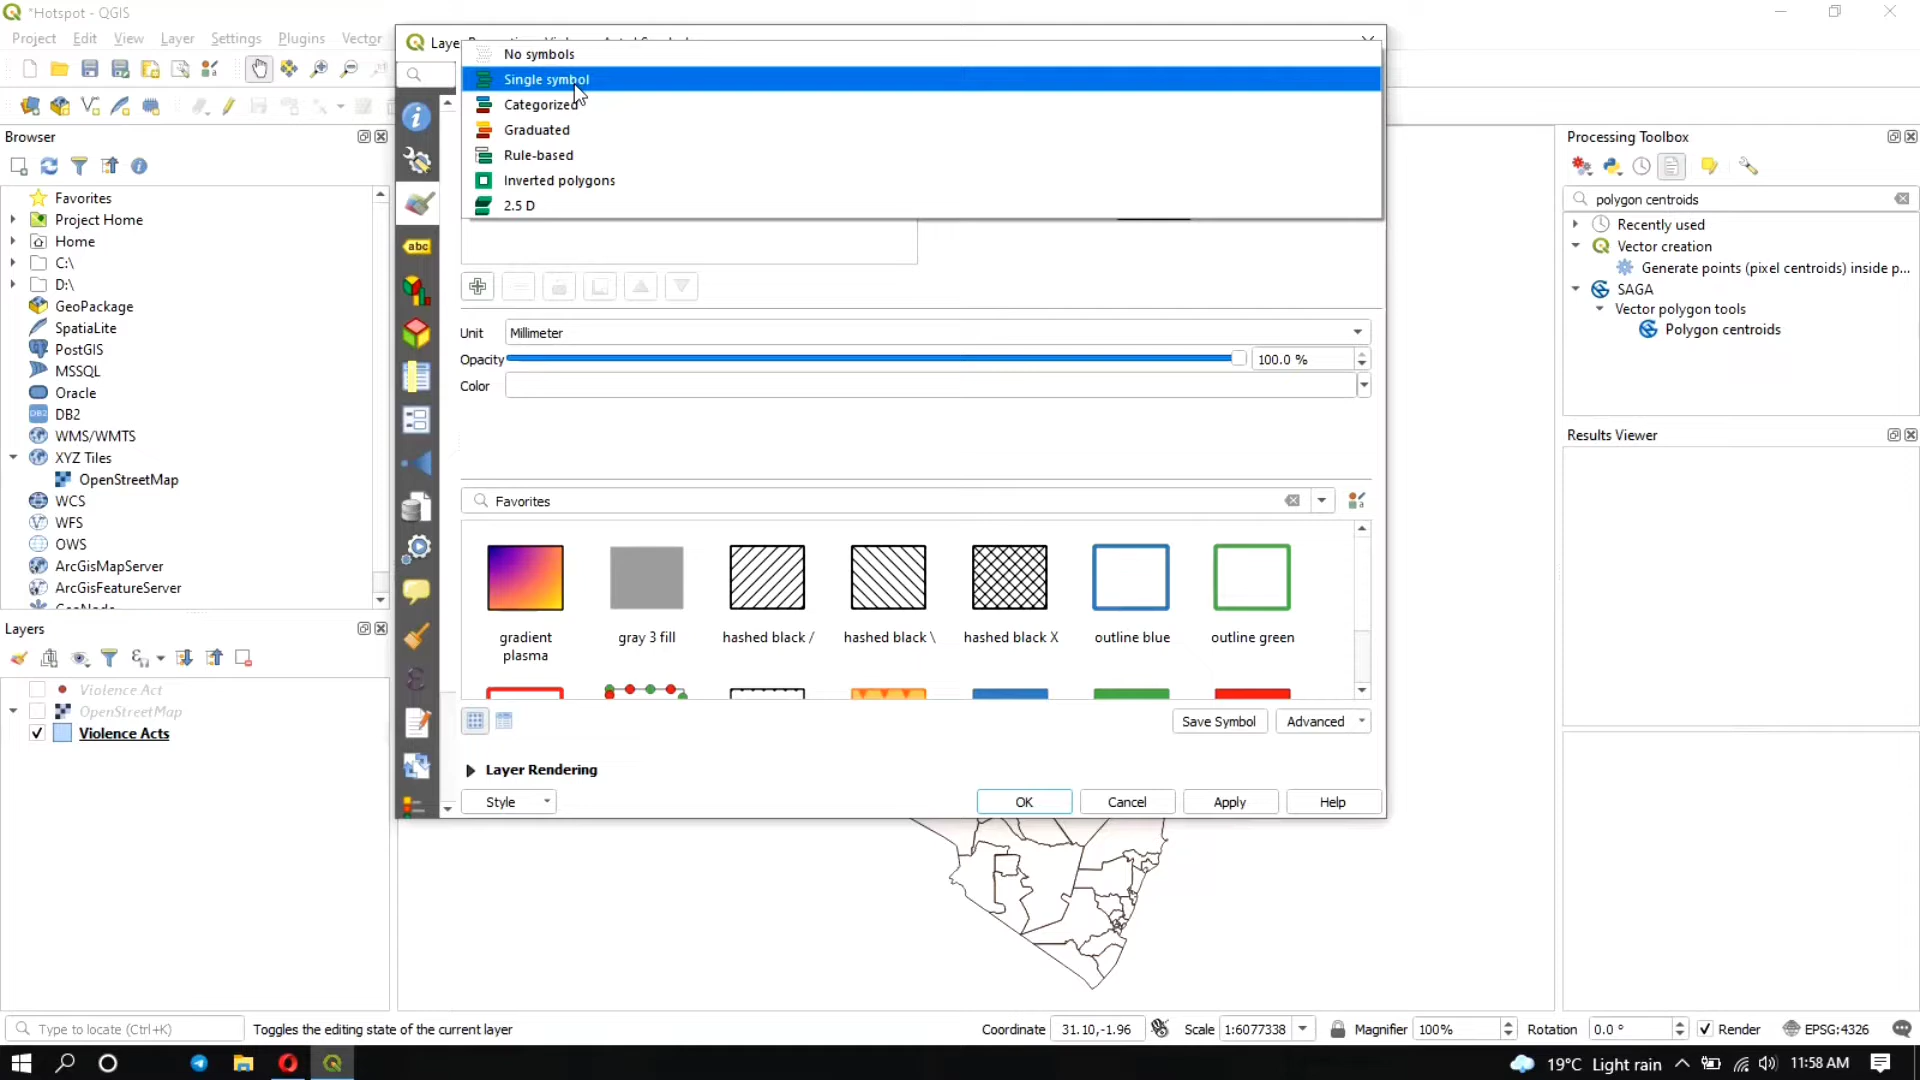 *Hotspot - QGIS
Project Edit View Layer Settings Plugins Vector
No symbols
Single symbol
Categorized
Graduated
Rule-based
Inverted polygons
2.5 D
Browser
Favorites
Project Home
Home
C:\
D:\
GeoPackage
SpatiaLite
PostGIS
MSSQL
Oracle
DB2
WMS/WMTS
XYZ Tiles
OpenStreetMap
WCS
WFS
OWS
ArcGisMapServer
ArcGisFeatureServer
Layers
Violence Act
OpenStreetMap
Violence Acts
abc
Unit Millimeter
Opacity 100.0 %
Color
Favorites
gradient plasma
gray 3 fill
hashed black /
hashed black \
hashed black X
outline blue
outline green
Save Symbol Advanced
Layer Rendering
Style OK Cancel Apply Help
Processing Toolbox
polygon centroids
Recently used
Vector creation
Generate points (pixel centroids) inside p...
SAGA
Vector polygon tools
Polygon centroids
Results Viewer
Type to locate (Ctrl+K) Toggles the editing state of the current layer Coordinate 31.10,-1.96 Scale 1:6077338 Magnifier 100% Rotation 0.0 ° Render EPSG:4326
19°C Light rain 11:58 AM